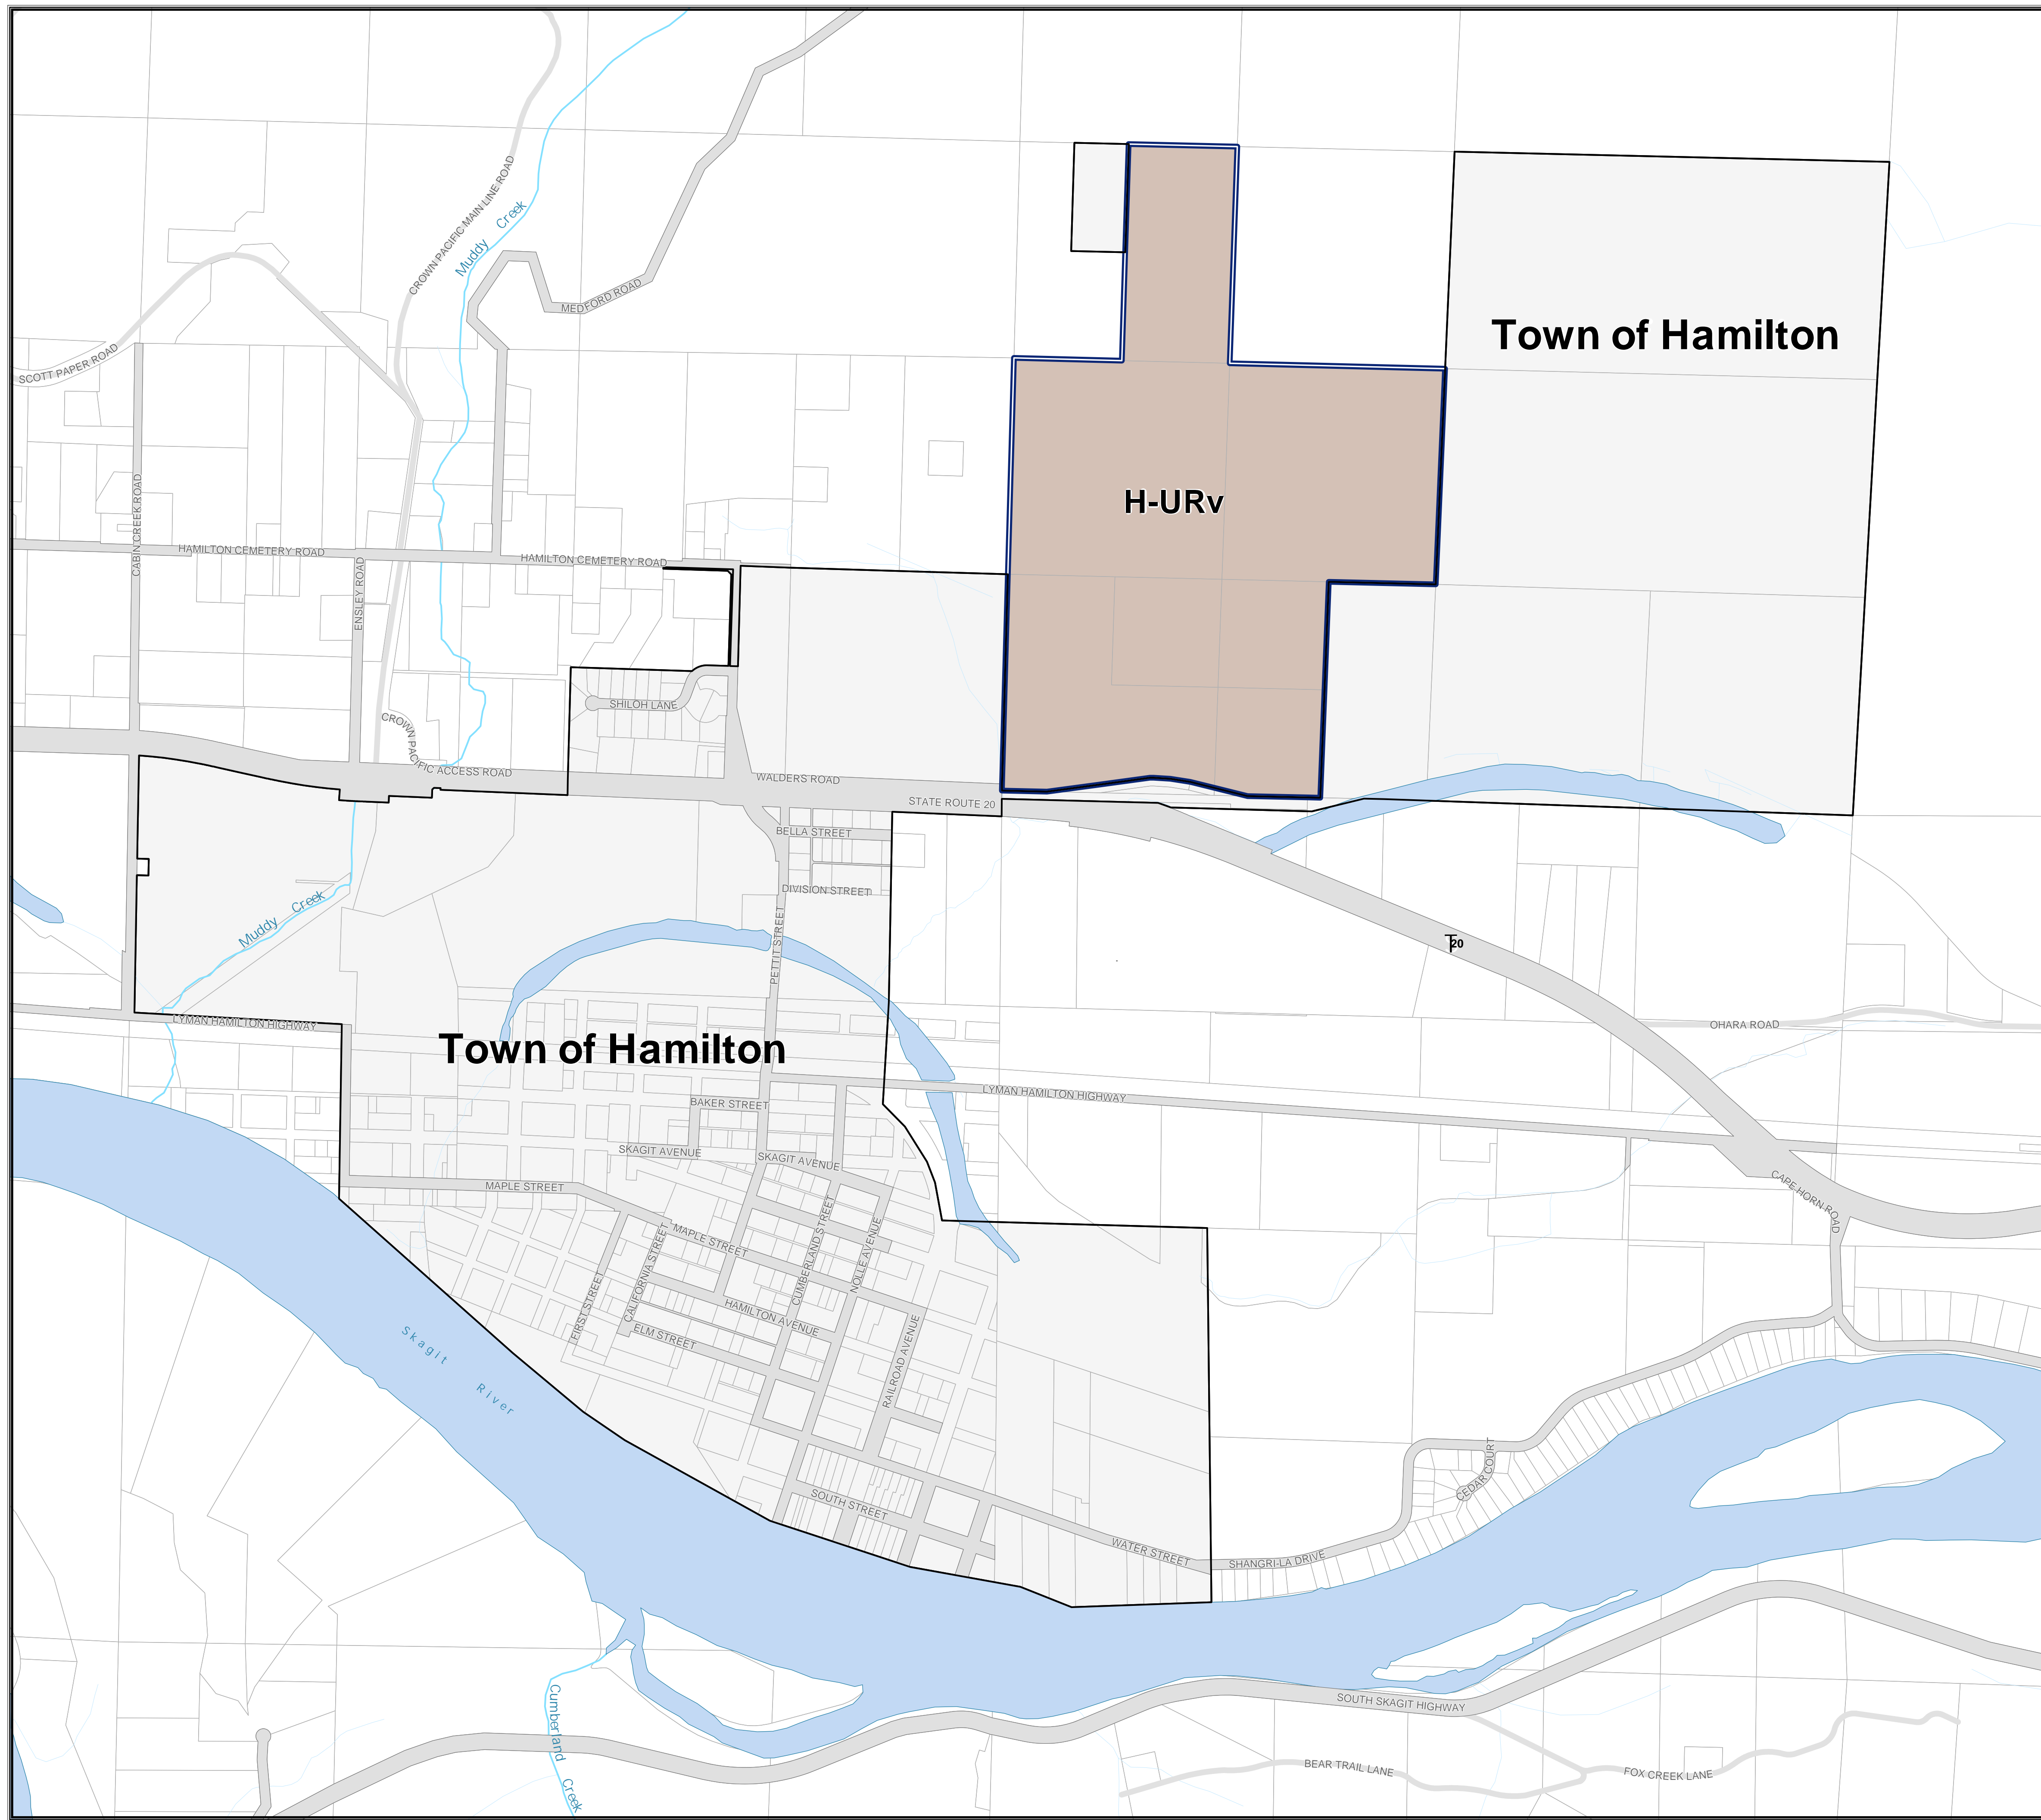 CROWN PACIFIC MAIN LINE ROAD
Muddy Creek
MEDFORD ROAD
SCOTT PAPER ROAD
Town of Hamilton
H-URv
CABIN CREEK ROAD
HAMILTON CEMETERY ROAD
HAMILTON CEMETERY ROAD
ENSLEY ROAD
SHILOH LANE
CROWN PACIFIC ACCESS ROAD
WALDERS ROAD
STATE ROUTE 20
BELLA STREET
DIVISION STREET
PETTIT STREET
Muddy Creek
20
LYMAN HAMILTON HIGHWAY
OHARA ROAD
Town of Hamilton
LYMAN HAMILTON HIGHWAY
BAKER STREET
SKAGIT AVENUE
SKAGIT AVENUE
MAPLE STREET
CAPE HORN ROAD
MAPLE STREET
CUMBERLAND STREET
NOLLE AVENUE
FIRST STREET
CALIFORNIA STREET
HAMILTON AVENUE
ELM STREET
RAILROAD AVENUE
Skagit
River
CEDAR COURT
SOUTH STREET
WATER STREET
SHANGRI-LA DRIVE
SOUTH SKAGIT HIGHWAY
Cumberland Creek
BEAR TRAIL LANE
FOX CREEK LANE